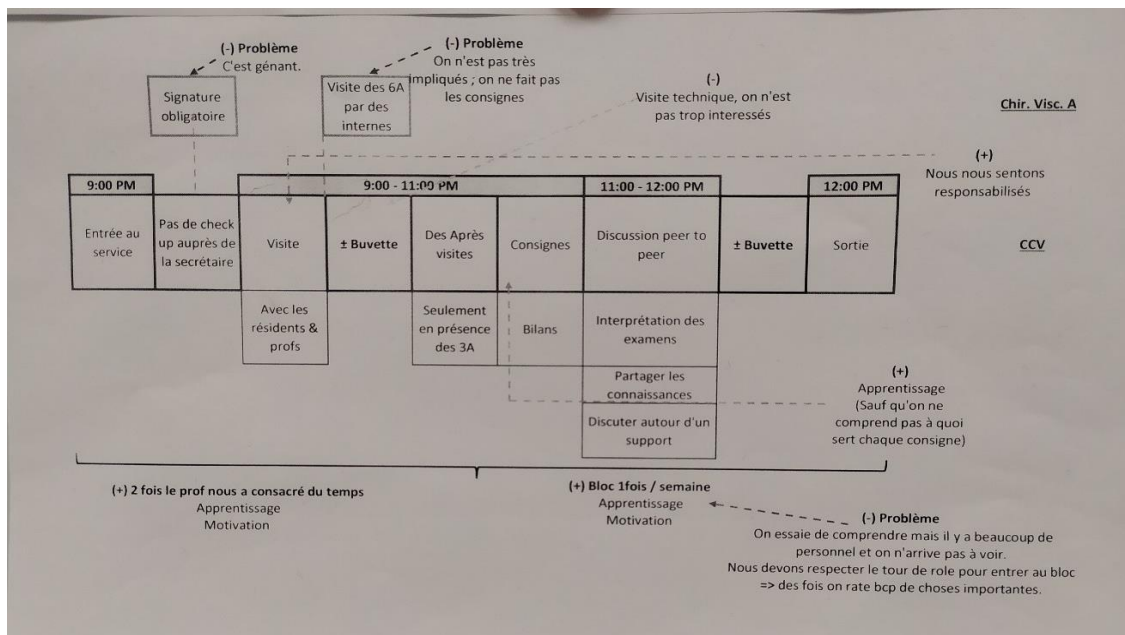 (-) Problème
C'est génant.
(-) Problème
On n'est pas très
impliqués ; on ne fait pas
les consignes
(-)
Visite technique, on n'est
pas trop interessés
Chir. Visc. A
Signature
obligatoire
Visite des 6A
par des
internes
(+)
Nous nous sentons
responsabilisés
9:00 PM
9:00 - 11:00 PM
11:00 - 12:00 PM
12:00 PM
Entrée au
service
Pas de check
up auprès de
la secrétaire
Visite
± Buvette
Des Après
visites
Consignes
Discussion peer to
peer
± Buvette
Sortie
CCV
Avec les
résidents &
profs
Seulement
en présence
des 3A
Bilans
Interprétation des
examens
Partager les
connaissances
Discuter autour d'un
support
(+)
Apprentissage
(Sauf qu'on ne
comprend pas à quoi
sert chaque consigne)
(+) 2 fois le prof nous a consacré du temps
Apprentissage
Motivation
(+) Bloc 1fois / semaine
Apprentissage
Motivation
(-) Problème
On essaie de comprendre mais il y a beaucoup de
personnel et on n'arrive pas à voir.
Nous devons respecter le tour de role pour entrer au bloc
=> des fois on rate bcp de choses importantes.